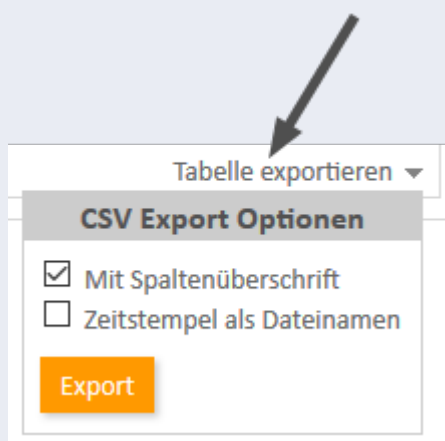 Tabelle exportieren
CSV Export Optionen
Mit Spaltenüberschrift
Zeitstempel als Dateinamen
Export